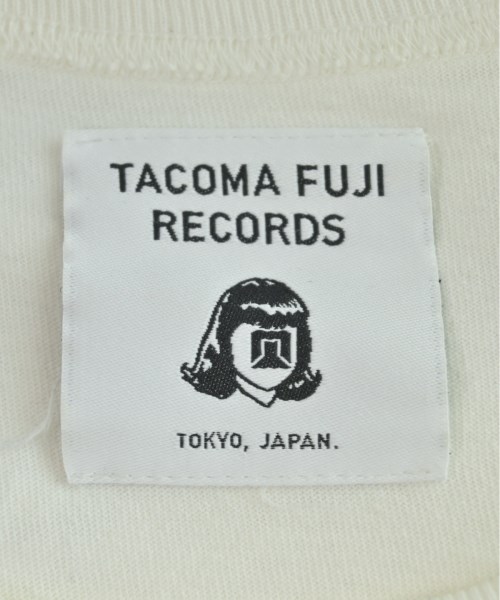 TACOMA FUJI
RECORDS
TOKYO, JAPAN.